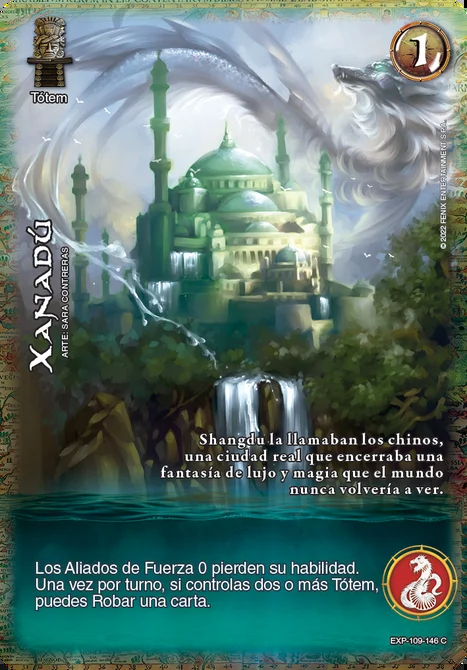 1
Tótem
© 2022 FENIX ENTERTAINMENT S.P.A.
XANADÚ
ARTE: SARA CONTRERAS
Shangdu la llamaban los chinos,
una ciudad real que encerraba una
fantasía de lujo y magia que el mundo
nunca volvería a ver.
Los Aliados de Fuerza 0 pierden su habilidad.
Una vez por turno, si controlas dos o más Tótem,
puedes Robar una carta.
EXP-109-146 C